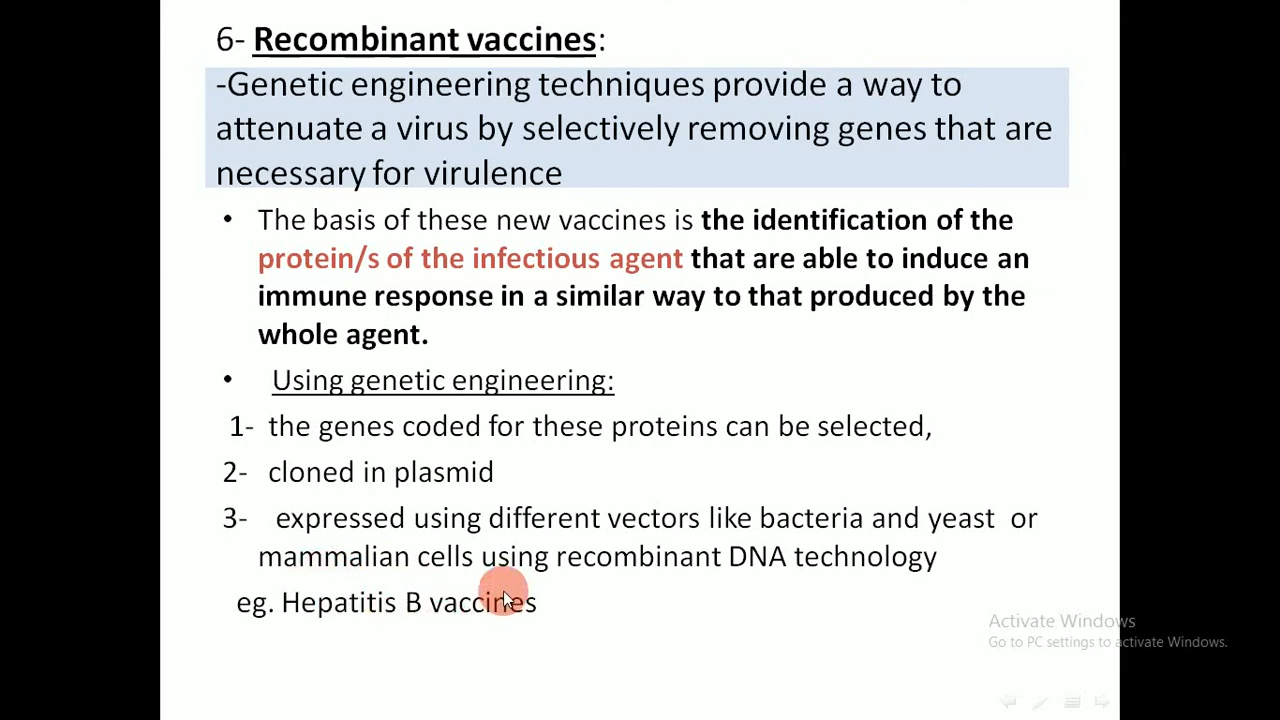 6- Recombinant vaccines:
-Genetic engineering techniques provide a way to
attenuate a virus by selectively removing genes that are
necessary for virulence
• The basis of these new vaccines is the identification of the
protein/s of the infectious agent that are able to induce an
immune response in a similar way to that produced by the
whole agent.
• Using genetic engineering:
1- the genes coded for these proteins can be selected,
2- cloned in plasmid
3- expressed using different vectors like bacteria and yeast or
mammalian cells using recombinant DNA technology
eg. Hepatitis B vaccines
Activate Windows
Go to PC settings to activate Windows.